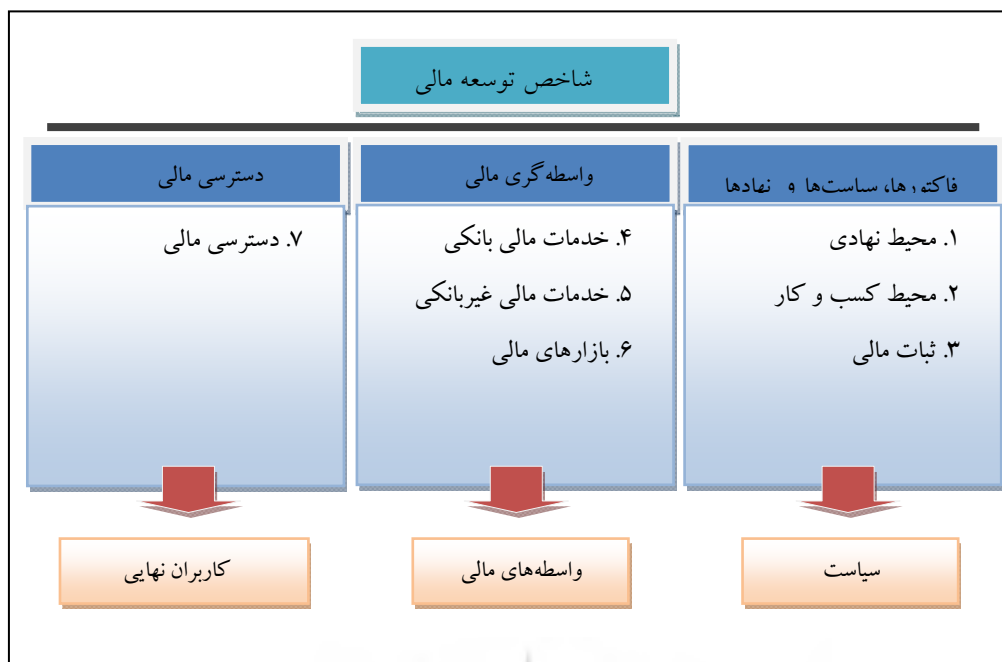 شاخص توسعه مالی
فاکتورها، سیاست‌ها و نهادها
۱. محیط نهادی
۲. محیط کسب و کار
۳. ثبات مالی
سیاست
واسطه‌گری مالی
۴. خدمات مالی بانکی
۵. خدمات مالی غیربانکی
۶. بازارهای مالی
واسطه‌های مالی
دسترسی مالی
۷. دسترسی مالی
کاربران نهایی